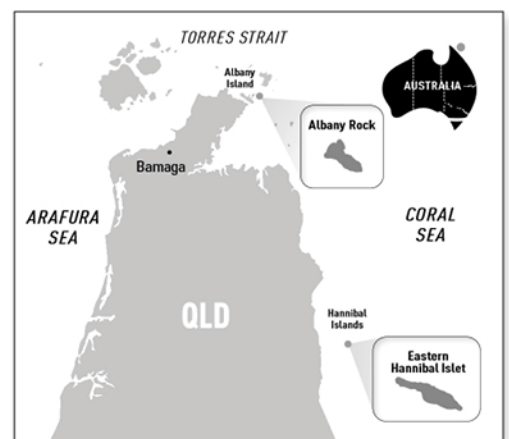 TORRES STRAIT
Albany
Island
AUSTRALIA
Albany Rock
Bamaga
ARAFURA
SEA
CORAL
SEA
QLD
Hannibal
Islands
Eastern
Hannibal Islet